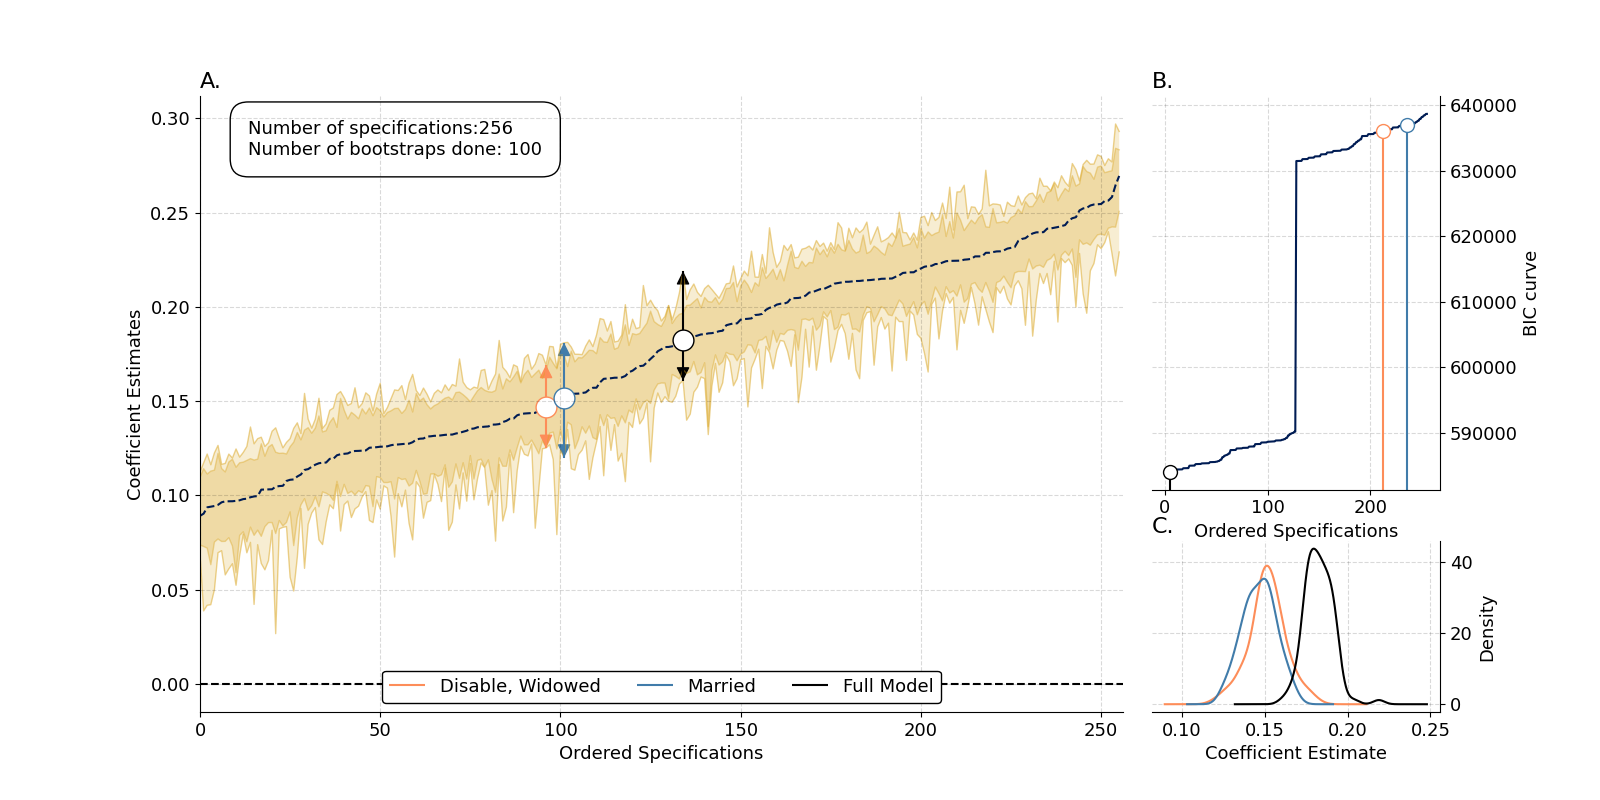 A.
Number of specifications:256
Number of bootstraps done: 100
Coefficient Estimates
0.30
0.25
0.20
0.15
0.10
0.05
0.00
Disable, Widowed
Married
Full Model
0
50
100
150
200
250
Ordered Specifications
B.
640000
630000
620000
610000
600000
590000
BIC curve
0
100
200
Ordered Specifications
C.
40
20
0
Density
0.10
0.15
0.20
0.25
Coefficient Estimate